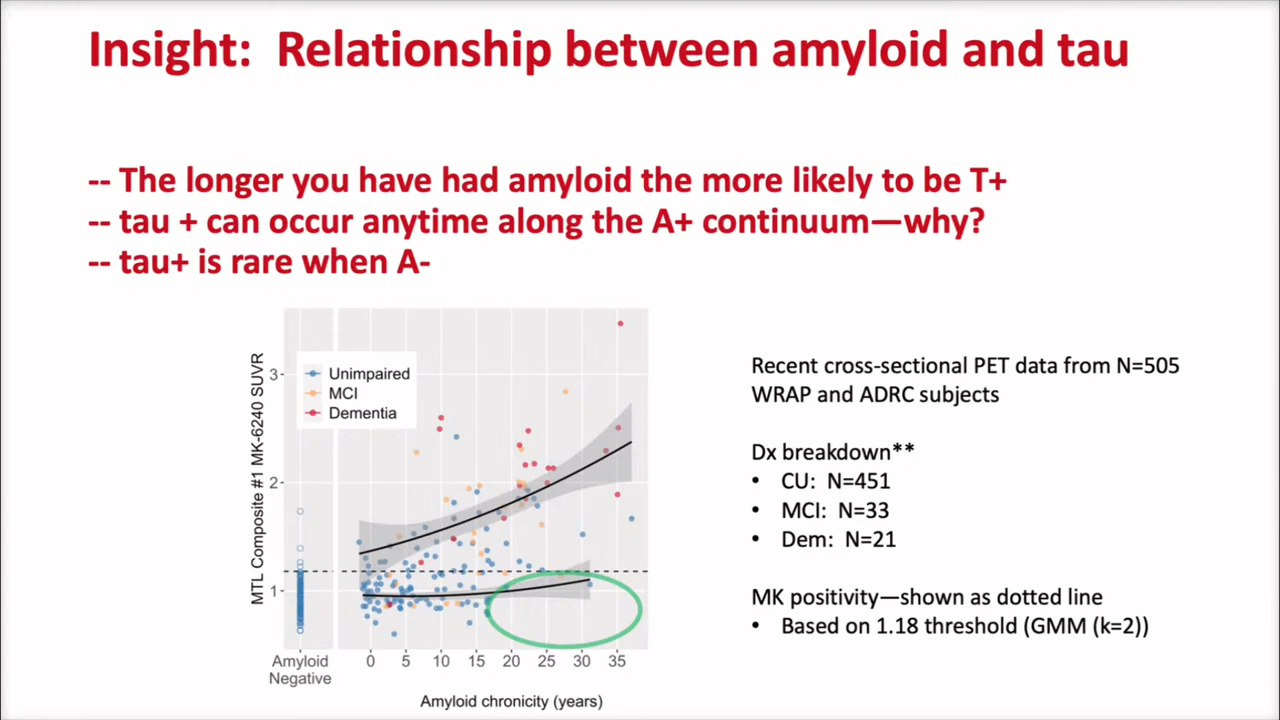 Insight:  Relationship between amyloid and tau
-- The longer you have had amyloid the more likely to be T+
-- tau + can occur anytime along the A+ continuum—why?
-- tau+ is rare when A-
MTL Composite #1 MK-6240 SUVR
3
2
1
Unimpaired
MCI
Dementia
Amyloid
Negative
0 5 10 15 20 25 30 35
Amyloid chronicity (years)
Recent cross-sectional PET data from N=505
WRAP and ADRC subjects
Dx breakdown**
• CU:  N=451
• MCI:  N=33
• Dem:  N=21
MK positivity—shown as dotted line
• Based on 1.18 threshold (GMM (k=2))